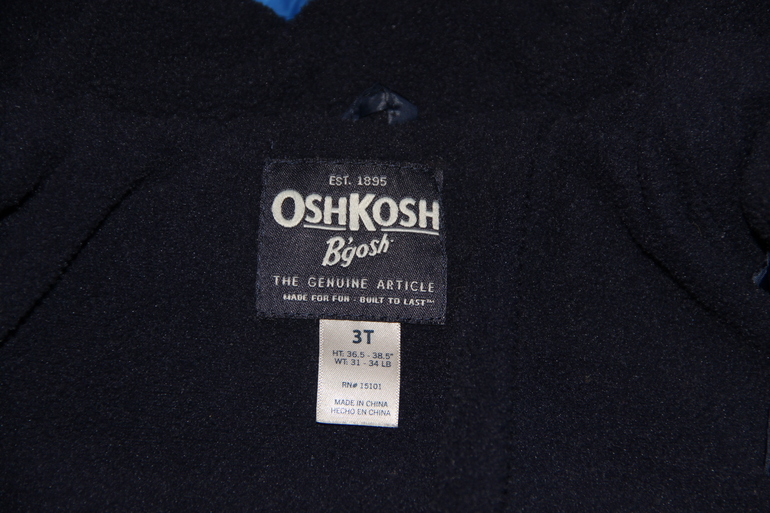 EST. 1895
OSHKOSH
B'gosh
THE GENUINE ARTICLE
MADE FOR FUN · BUILT TO LAST™
3T
HT: 36.5 - 38.5"
WT: 31 - 34 LB
RN# 15101
MADE IN CHINA
HECHO EN CHINA